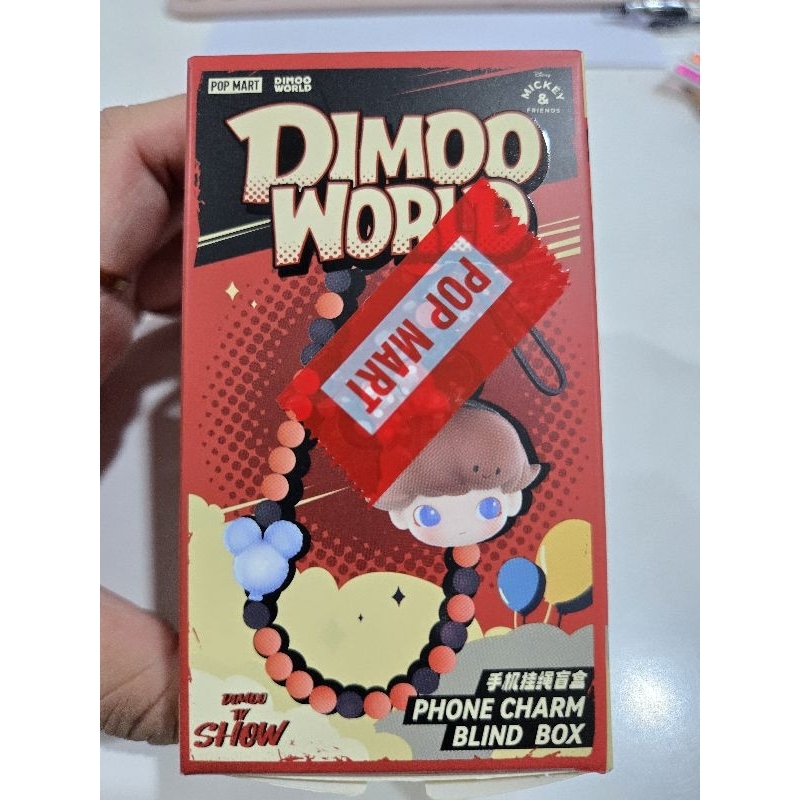 POP MART
DIMOO
WORLD
Disney
MICKEY
&
FRIENDS
DIMOO
WORLD
POP MART
手机挂绳盲盒
PHONE CHARM
BLIND BOX
DIMOO
TV
SHOW